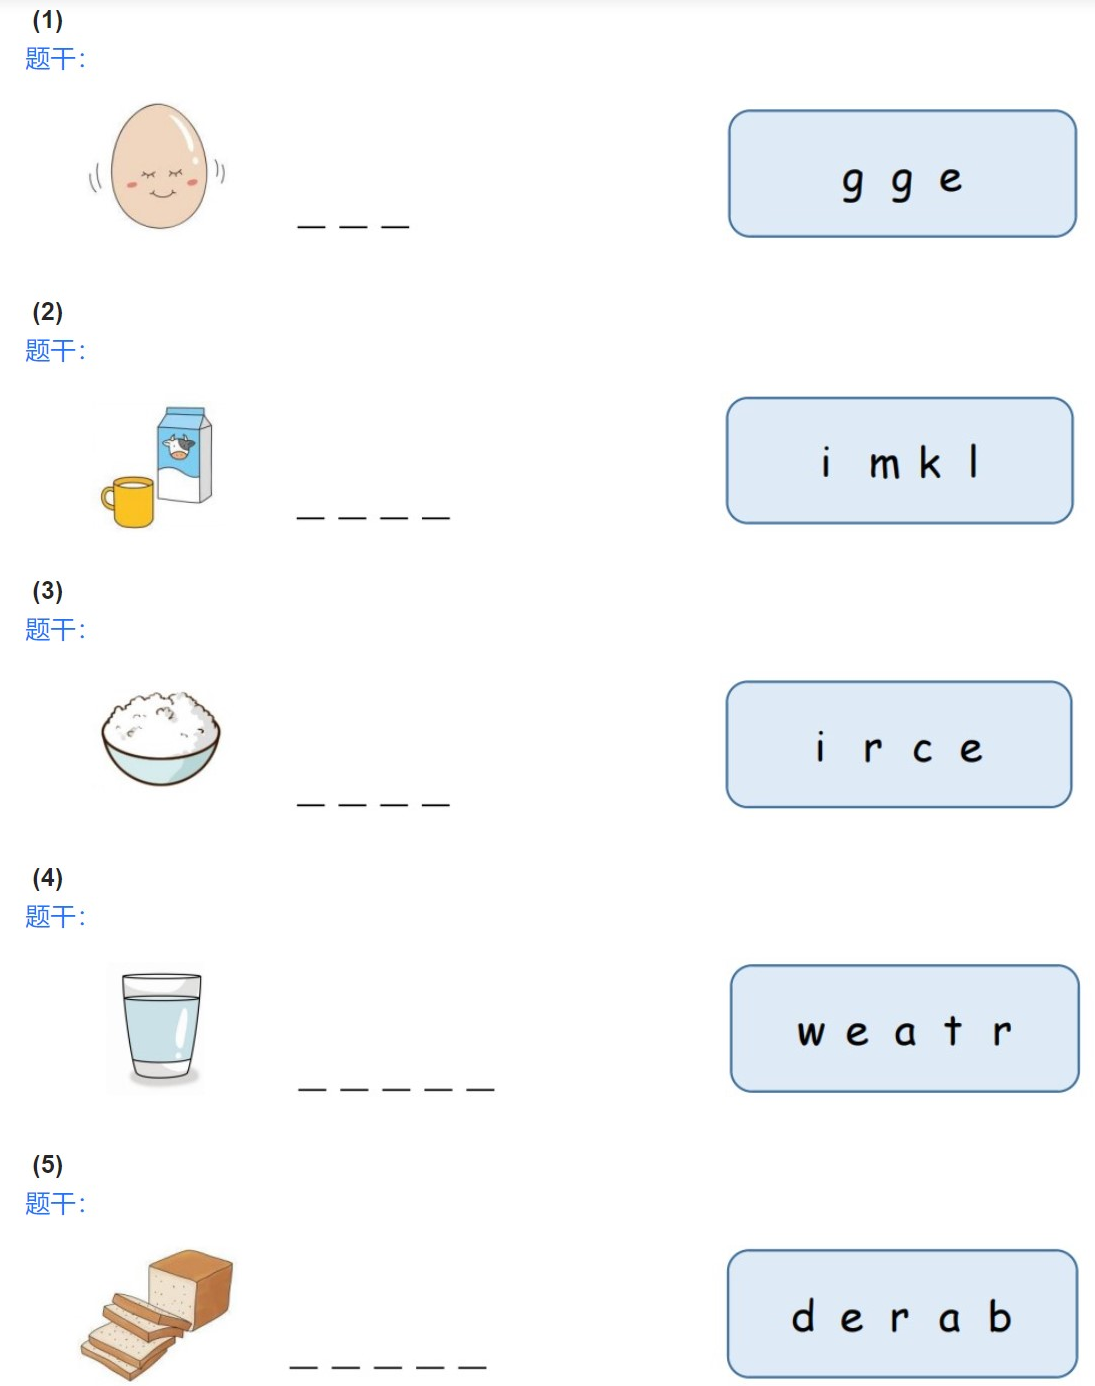 (1)
题干:
_ _ _ g g e
(2)
题干:
_ _ _ _ i m k l
(3)
题干:
_ _ _ _ i r c e
(4)
题干:
_ _ _ _ _ w e a t r
(5)
题干:
_ _ _ _ _ d e r a b